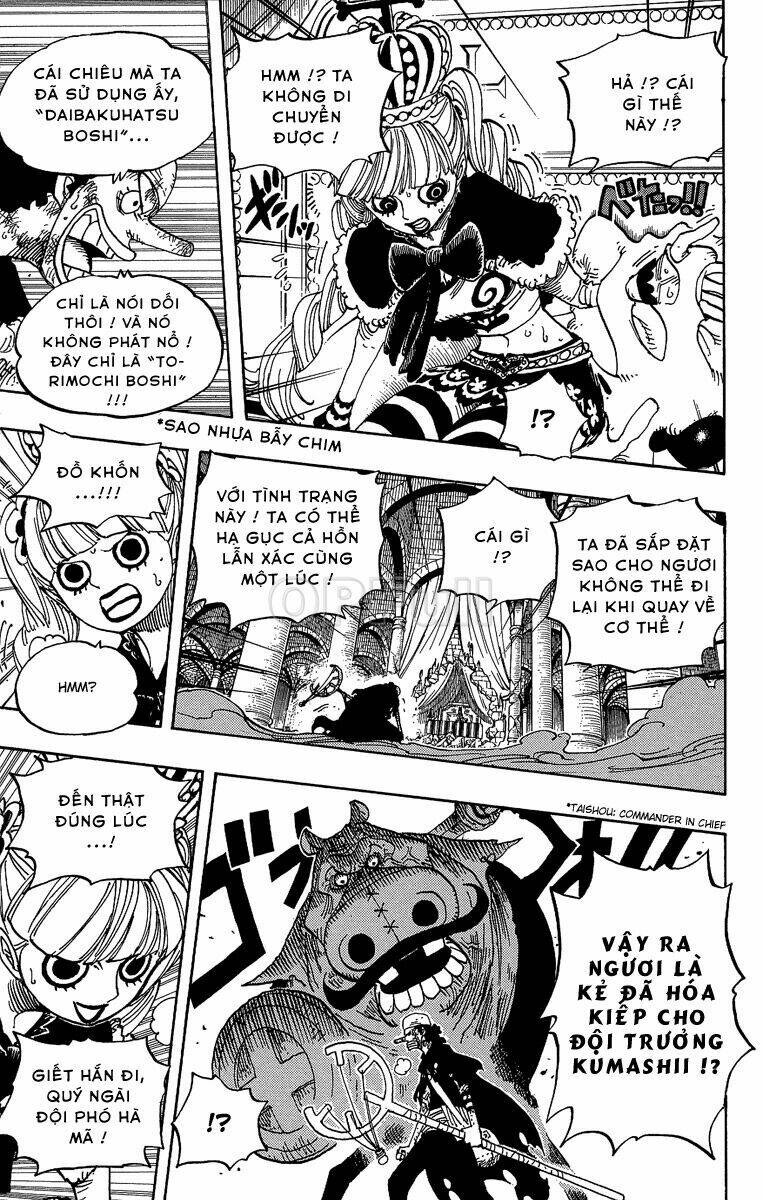 HẢ !? CÁI
GÌ THẾ
NÀY !?
HMM !? TA
KHÔNG DI
CHUYỂN
ĐƯỢC !
ベタッ!!
!?
CÁI CHIÊU MÀ TA
ĐÃ SỬ DỤNG ẤY,
"DAIBAKUHATSU
BOSHI"...
CHỈ LÀ NÓI DỐI
THÔI ! VÀ NÓ
KHÔNG PHÁT NỔ !
ĐÂY CHỈ LÀ "TO-
RIMOCHI BOSHI"
!!!
*SAO NHỰA BẪY CHIM
TA ĐÃ SẮP ĐẶT
SAO CHO NGƯƠI
KHÔNG THỂ ĐI
LẠI KHI QUAY VỀ
CƠ THỂ !
CÁI GÌ
!?
VỚI TÌNH TRẠNG
NÀY ! TA CÓ THỂ
HẠ GỤC CẢ HỒN
LẪN XÁC CÙNG
MỘT LÚC !
ĐỒ KHỐN
...!!!
HMM?
*TAISHOU: COMMANDER IN CHIEF
VẬY RA
NGƯƠI LÀ
KẺ ĐÃ HÓA
KIẾP CHO
ĐỘI TRƯỞNG
KUMASHII !?
!?
ĐẾN THẬT
ĐÚNG LÚC
...!
GIẾT HẮN ĐI,
QUÝ NGÀI
ĐỘI PHÓ HÀ
MÃ !